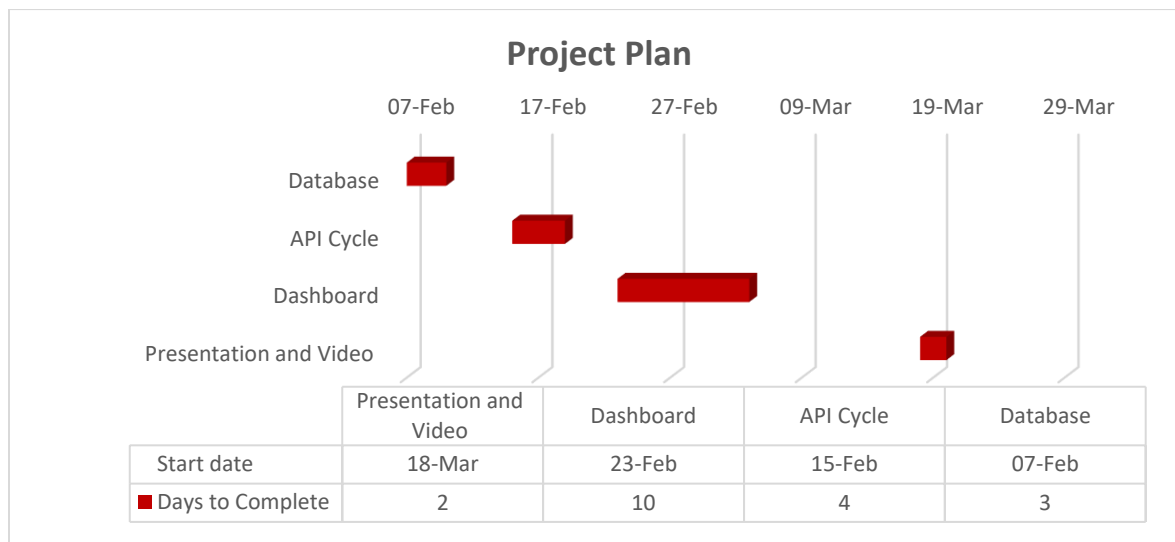 Project Plan
07-Feb 17-Feb 27-Feb 09-Mar 19-Mar 29-Mar
Database
API Cycle
Dashboard
Presentation and Video
Presentation and
Video Dashboard API Cycle Database
Start date 18-Mar 23-Feb 15-Feb 07-Feb
Days to Complete 2 10 4 3